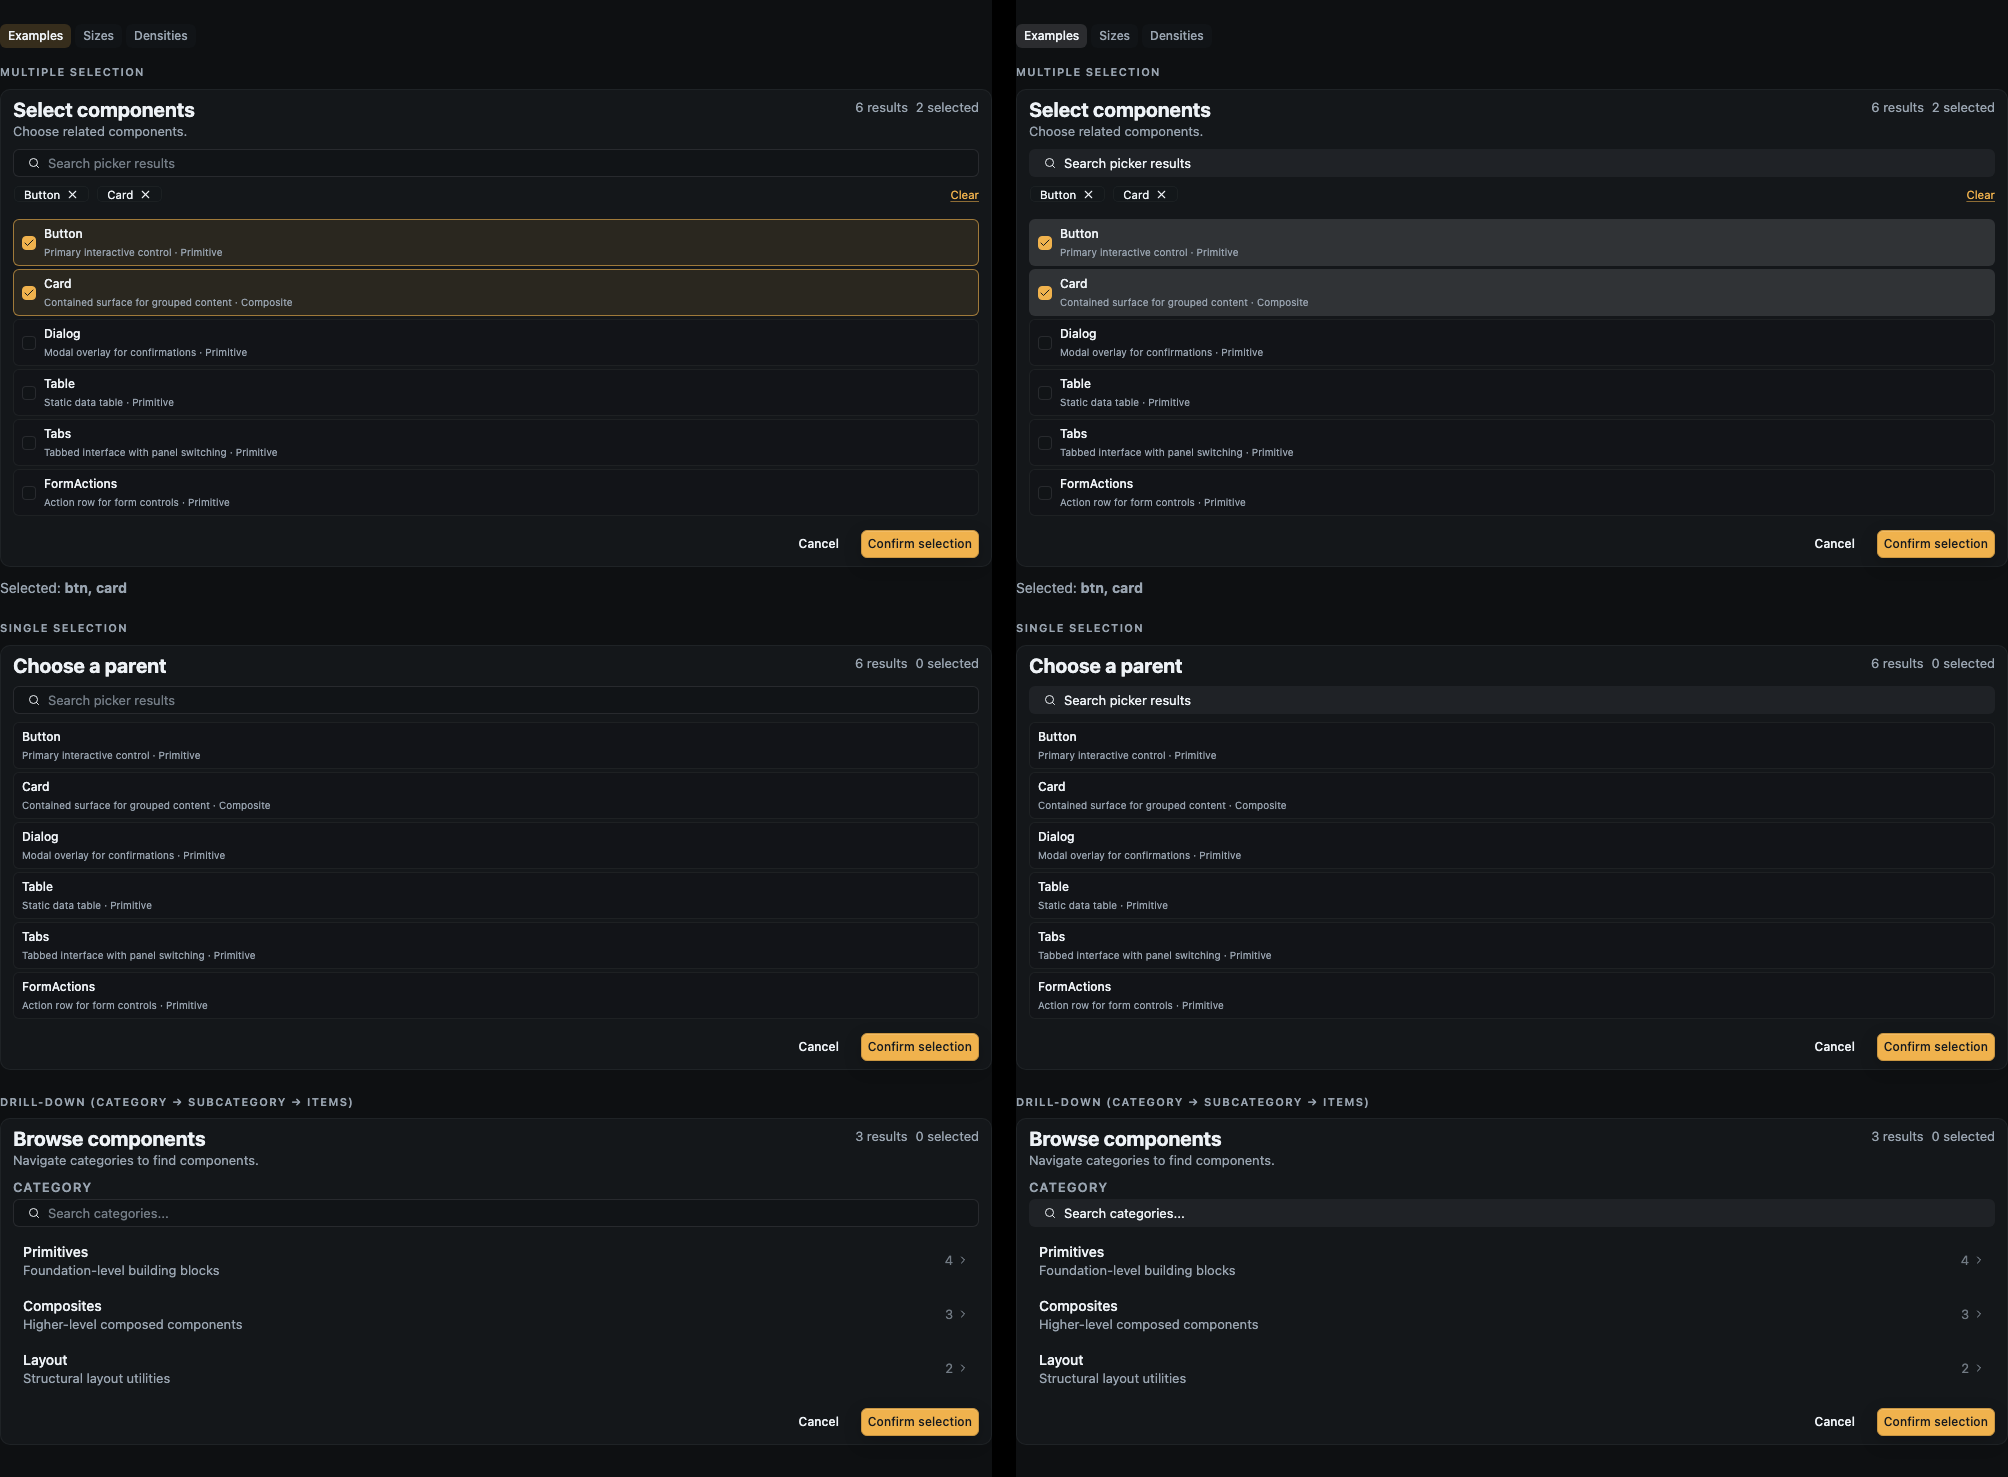 Examples Sizes Densities
MULTIPLE SELECTION
Select components
6 results 2 selected
Choose related components.
Search picker results
Button Card
Clear
Button
Primary interactive control · Primitive
Card
Contained surface for grouped content · Composite
Dialog
Modal overlay for confirmations · Primitive
Table
Static data table · Primitive
Tabs
Tabbed interface with panel switching · Primitive
FormActions
Action row for form controls · Primitive
Cancel Confirm selection
Selected: btn, card
SINGLE SELECTION
Choose a parent
6 results 0 selected
Search picker results
Button
Primary interactive control · Primitive
Card
Contained surface for grouped content · Composite
Dialog
Modal overlay for confirmations · Primitive
Table
Static data table · Primitive
Tabs
Tabbed interface with panel switching · Primitive
FormActions
Action row for form controls · Primitive
Cancel Confirm selection
DRILL-DOWN (CATEGORY → SUBCATEGORY → ITEMS)
Browse components
3 results 0 selected
Navigate categories to find components.
CATEGORY
Search categories...
Primitives
Foundation-level building blocks
4
Composites
Higher-level composed components
3
Layout
Structural layout utilities
2
Cancel Confirm selection
Examples Sizes Densities
MULTIPLE SELECTION
Select components
6 results 2 selected
Choose related components.
Search picker results
Button Card
Clear
Button
Primary interactive control · Primitive
Card
Contained surface for grouped content · Composite
Dialog
Modal overlay for confirmations · Primitive
Table
Static data table · Primitive
Tabs
Tabbed interface with panel switching · Primitive
FormActions
Action row for form controls · Primitive
Cancel Confirm selection
Selected: btn, card
SINGLE SELECTION
Choose a parent
6 results 0 selected
Search picker results
Button
Primary interactive control · Primitive
Card
Contained surface for grouped content · Composite
Dialog
Modal overlay for confirmations · Primitive
Table
Static data table · Primitive
Tabs
Tabbed interface with panel switching · Primitive
FormActions
Action row for form controls · Primitive
Cancel Confirm selection
DRILL-DOWN (CATEGORY → SUBCATEGORY → ITEMS)
Browse components
3 results 0 selected
Navigate categories to find components.
CATEGORY
Search categories...
Primitives
Foundation-level building blocks
4
Composites
Higher-level composed components
3
Layout
Structural layout utilities
2
Cancel Confirm selection